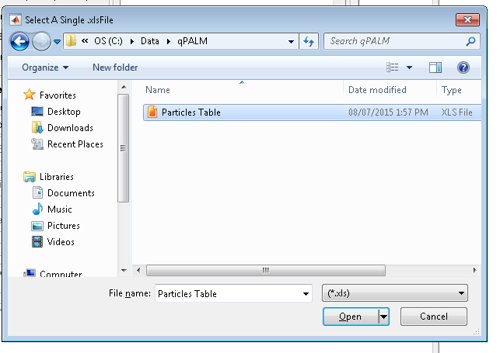 Select A Single .xlsFile
« OS (C:) ▸ Data ▸ qPALM
Search qPALM
Organize
New folder
Name
Date modified
Type
Particles Table
08/07/2015 1:57 PM
XLS File
Favorites
Desktop
Downloads
Recent Places
Libraries
Documents
Music
Pictures
Videos
Computer
File name: Particles Table
(*.xls)
Open
Cancel